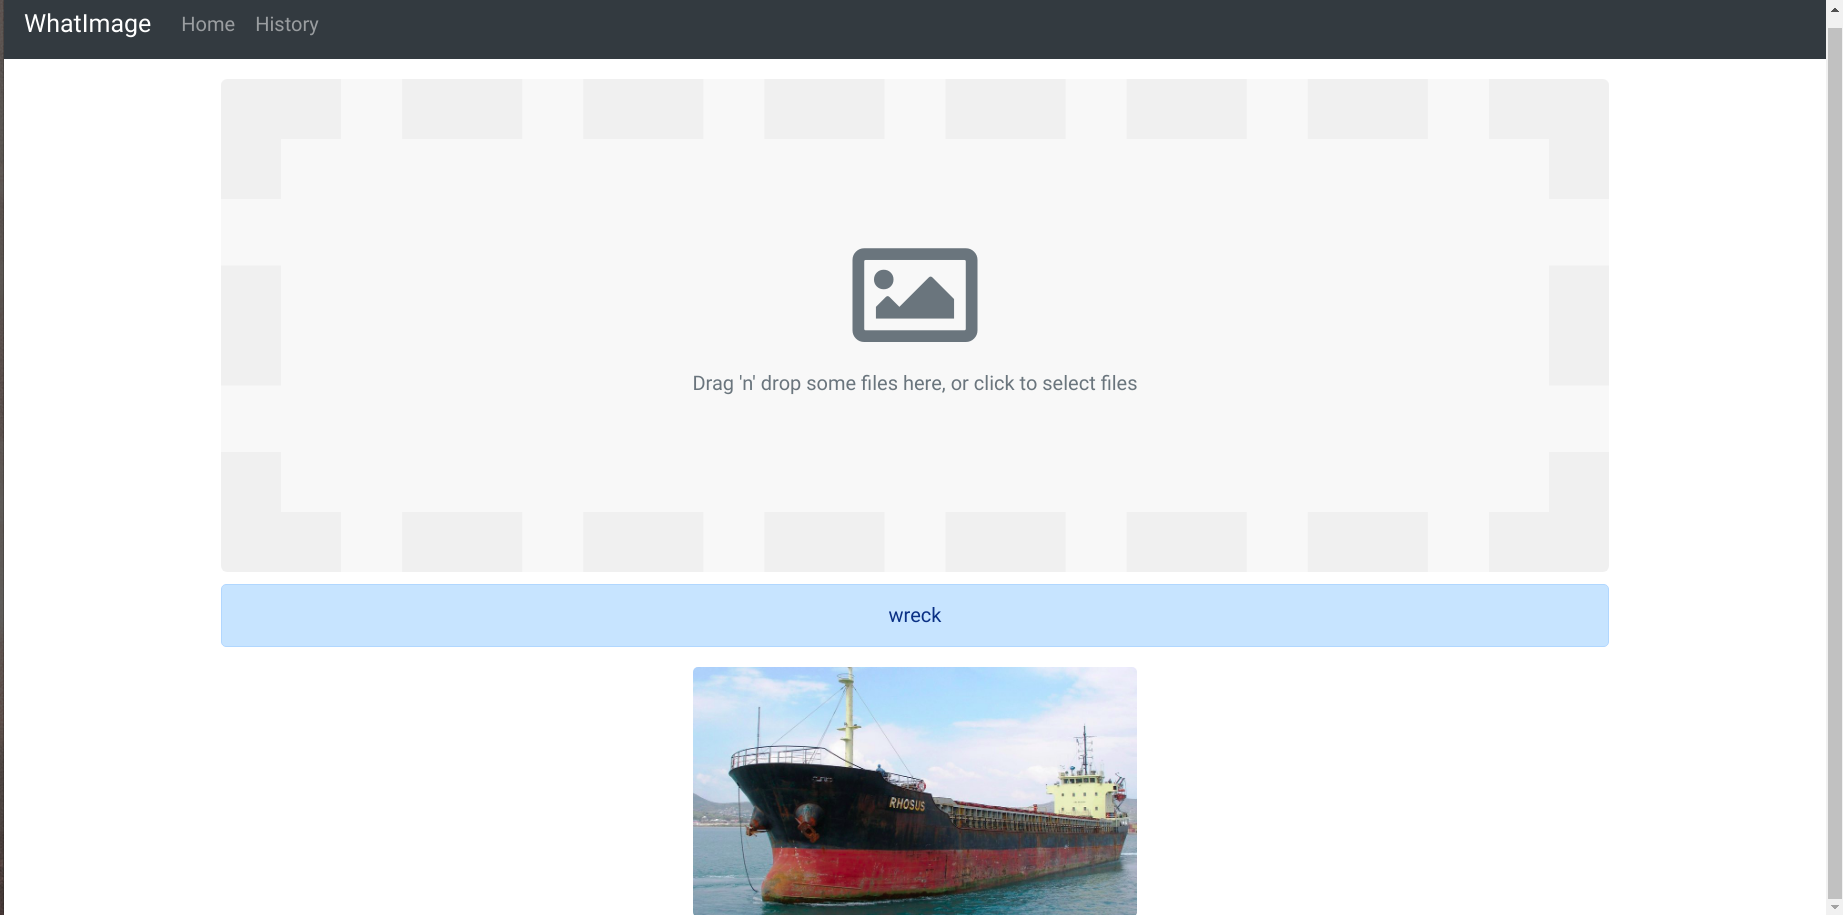 WhatImage Home History
Drag 'n' drop some files here, or click to select files
wreck
RHOSUS